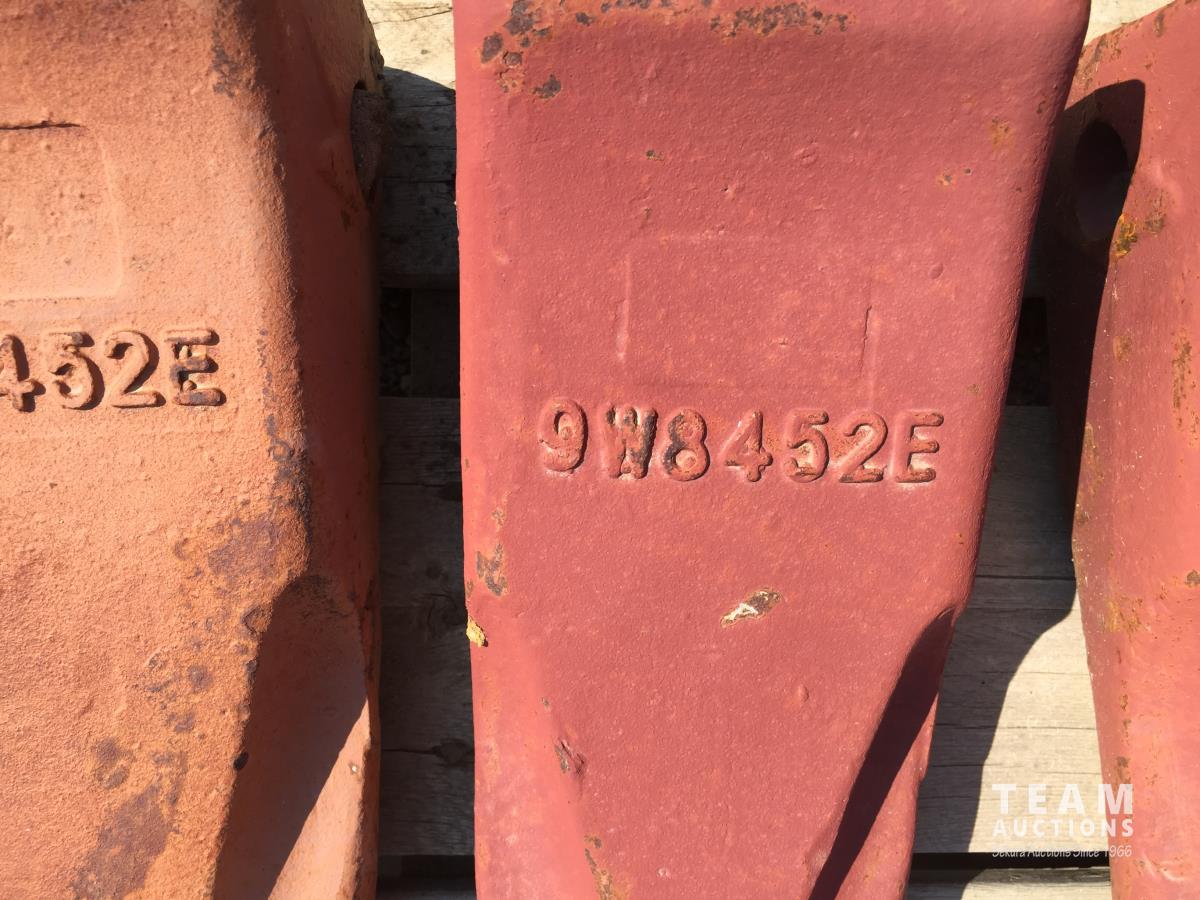 452E
9W8452E
TEAM
AUCTIONS
Sekura Auctions Since 1966